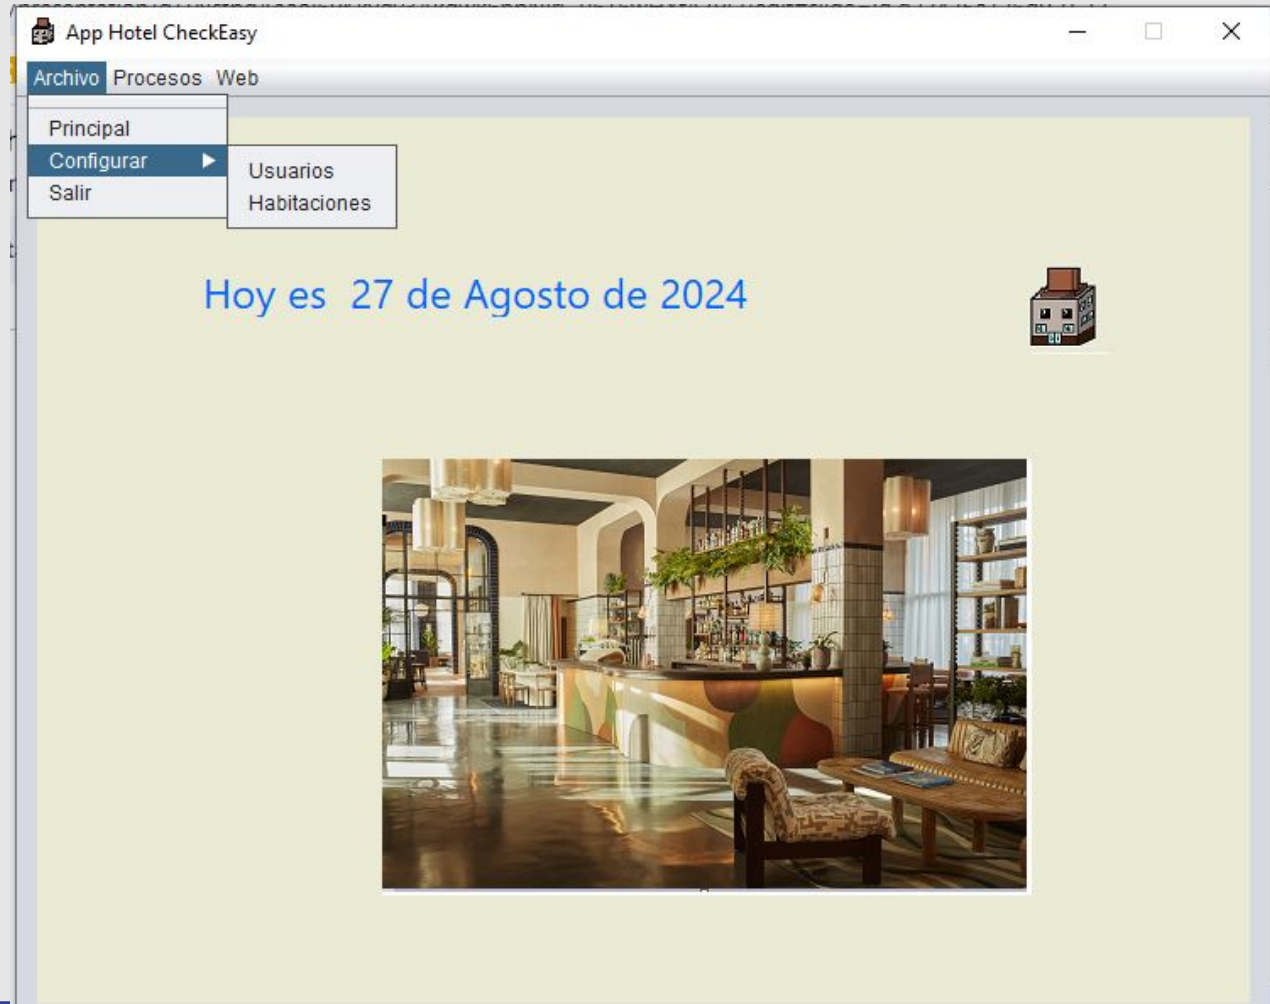 App Hotel CheckEasy
Archivo Procesos Web
Principal
Configurar
Salir
Usuarios
Habitaciones
Hoy es 27 de Agosto de 2024